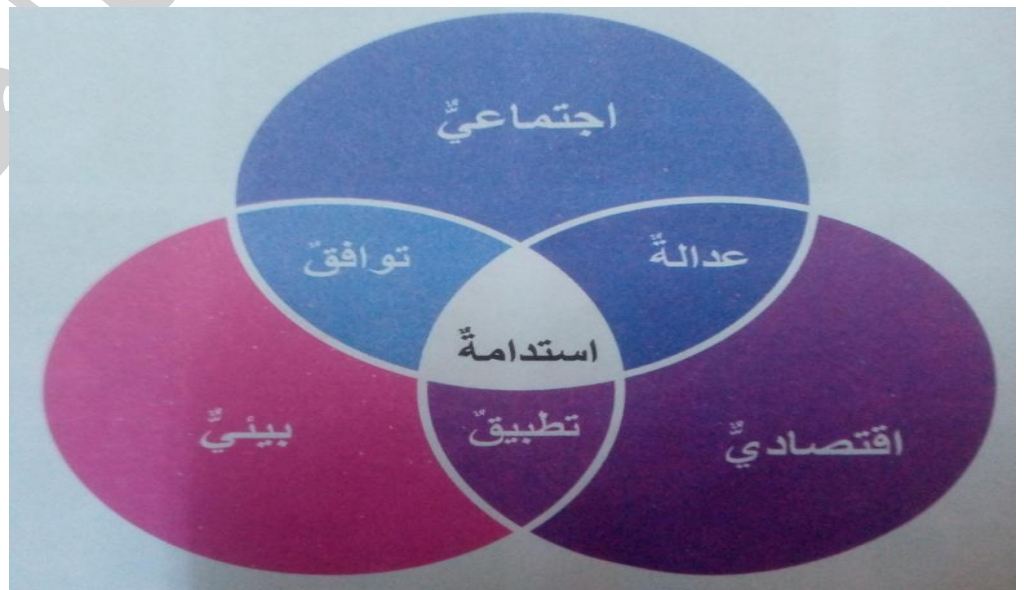 اجتماعيٌّ
توافقٌ
عدالةٌ
استدامةٌ
بيئيٌّ
تطبيقٌ
اقتصاديٌّ